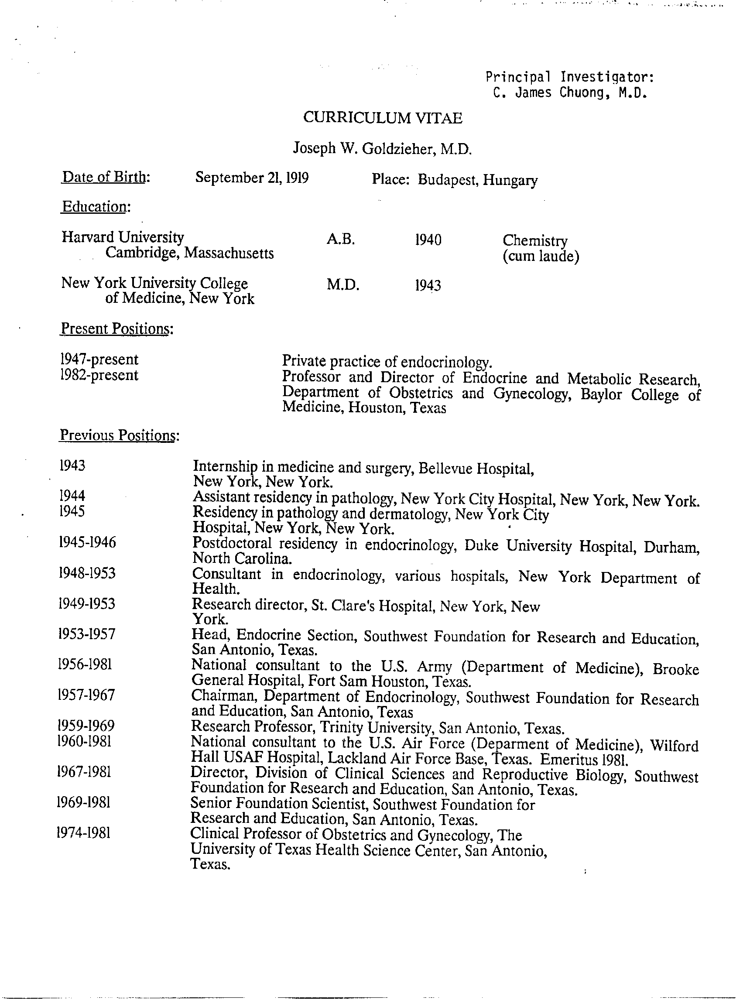 Principal Investigator:
C. James Chuong, M.D.
CURRICULUM VITAE
Joseph W. Goldzieher, M.D.
Date of Birth: September 21, 1919 Place: Budapest, Hungary
Education:
Harvard University A.B. 1940 Chemistry
Cambridge, Massachusetts (cum laude)
New York University College M.D. 1943
of Medicine, New York
Present Positions:
1947-present Private practice of endocrinology.
1982-present Professor and Director of Endocrine and Metabolic Research,
Department of Obstetrics and Gynecology, Baylor College of
Medicine, Houston, Texas
Previous Positions:
1943 Internship in medicine and surgery, Bellevue Hospital,
New York, New York.
1944 Assistant residency in pathology, New York City Hospital, New York, New York.
1945 Residency in pathology and dermatology, New York City
Hospital, New York, New York.
1945-1946 Postdoctoral residency in endocrinology, Duke University Hospital, Durham,
North Carolina.
1948-1953 Consultant in endocrinology, various hospitals, New York Department of
Health.
1949-1953 Research director, St. Clare's Hospital, New York, New
York.
1953-1957 Head, Endocrine Section, Southwest Foundation for Research and Education,
San Antonio, Texas.
1956-1981 National consultant to the U.S. Army (Department of Medicine), Brooke
General Hospital, Fort Sam Houston, Texas.
1957-1967 Chairman, Department of Endocrinology, Southwest Foundation for Research
and Education, San Antonio, Texas
1959-1969 Research Professor, Trinity University, San Antonio, Texas.
1960-1981 National consultant to the U.S. Air Force (Deparment of Medicine), Wilford
Hall USAF Hospital, Lackland Air Force Base, Texas. Emeritus 1981.
1967-1981 Director, Division of Clinical Sciences and Reproductive Biology, Southwest
Foundation for Research and Education, San Antonio, Texas.
1969-1981 Senior Foundation Scientist, Southwest Foundation for
Research and Education, San Antonio, Texas.
1974-1981 Clinical Professor of Obstetrics and Gynecology, The
University of Texas Health Science Center, San Antonio,
Texas.